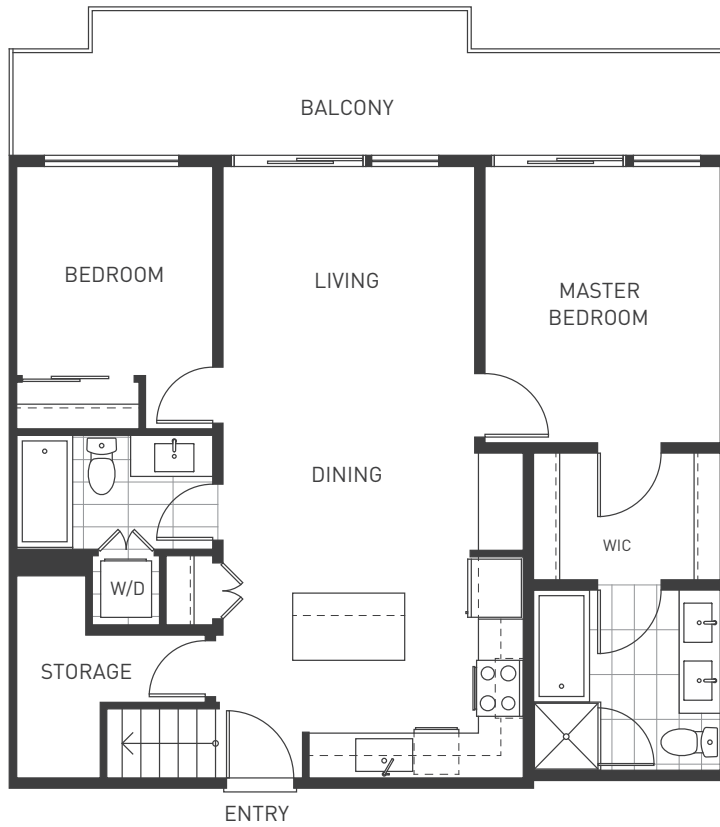 BALCONY
BEDROOM
LIVING
MASTER
BEDROOM
DINING
WIC
W/D
STORAGE
ENTRY